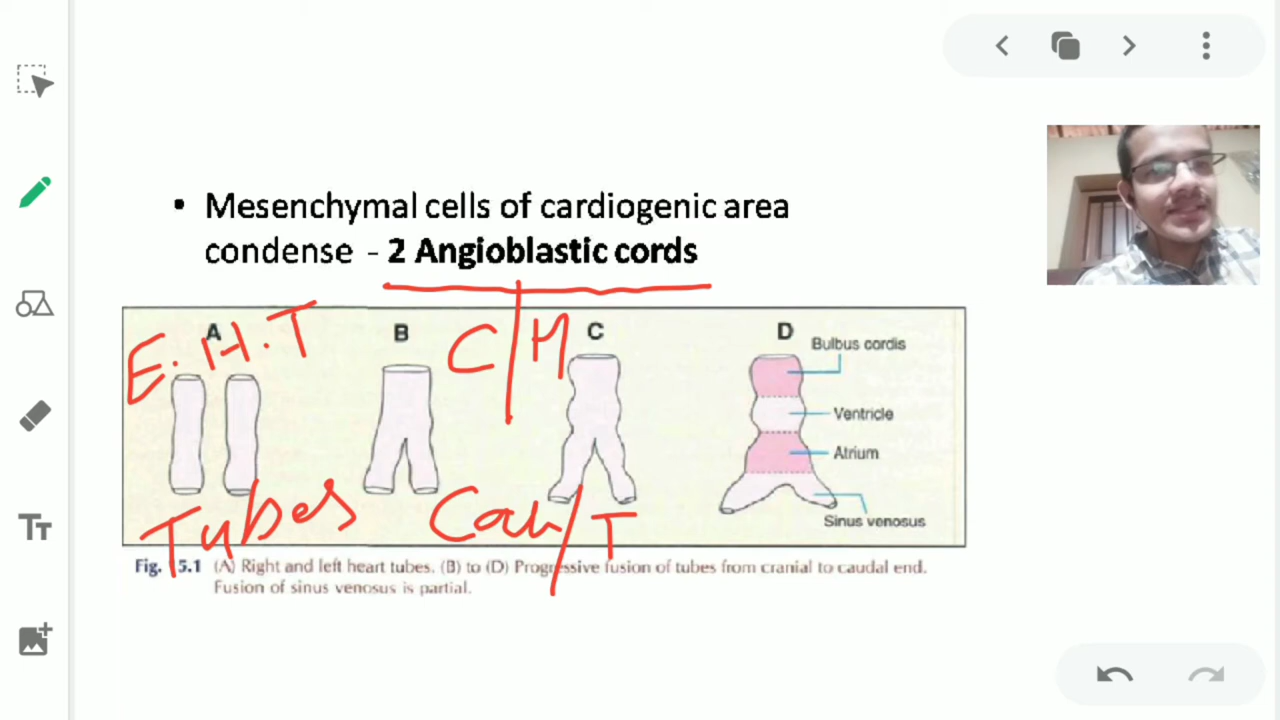 • Mesenchymal cells of cardiogenic area
condense - 2 Angioblastic cords
E.H.T
C/H
A B C D
Bulbus cordis
Ventricle
Atrium
Sinus venosus
Tubes
/T
Fig. 5.1 (A) Right and left heart tubes. (B) to (D) Progressive fusion of tubes from cranial to caudal end.
Fusion of sinus venosus is partial.
TT